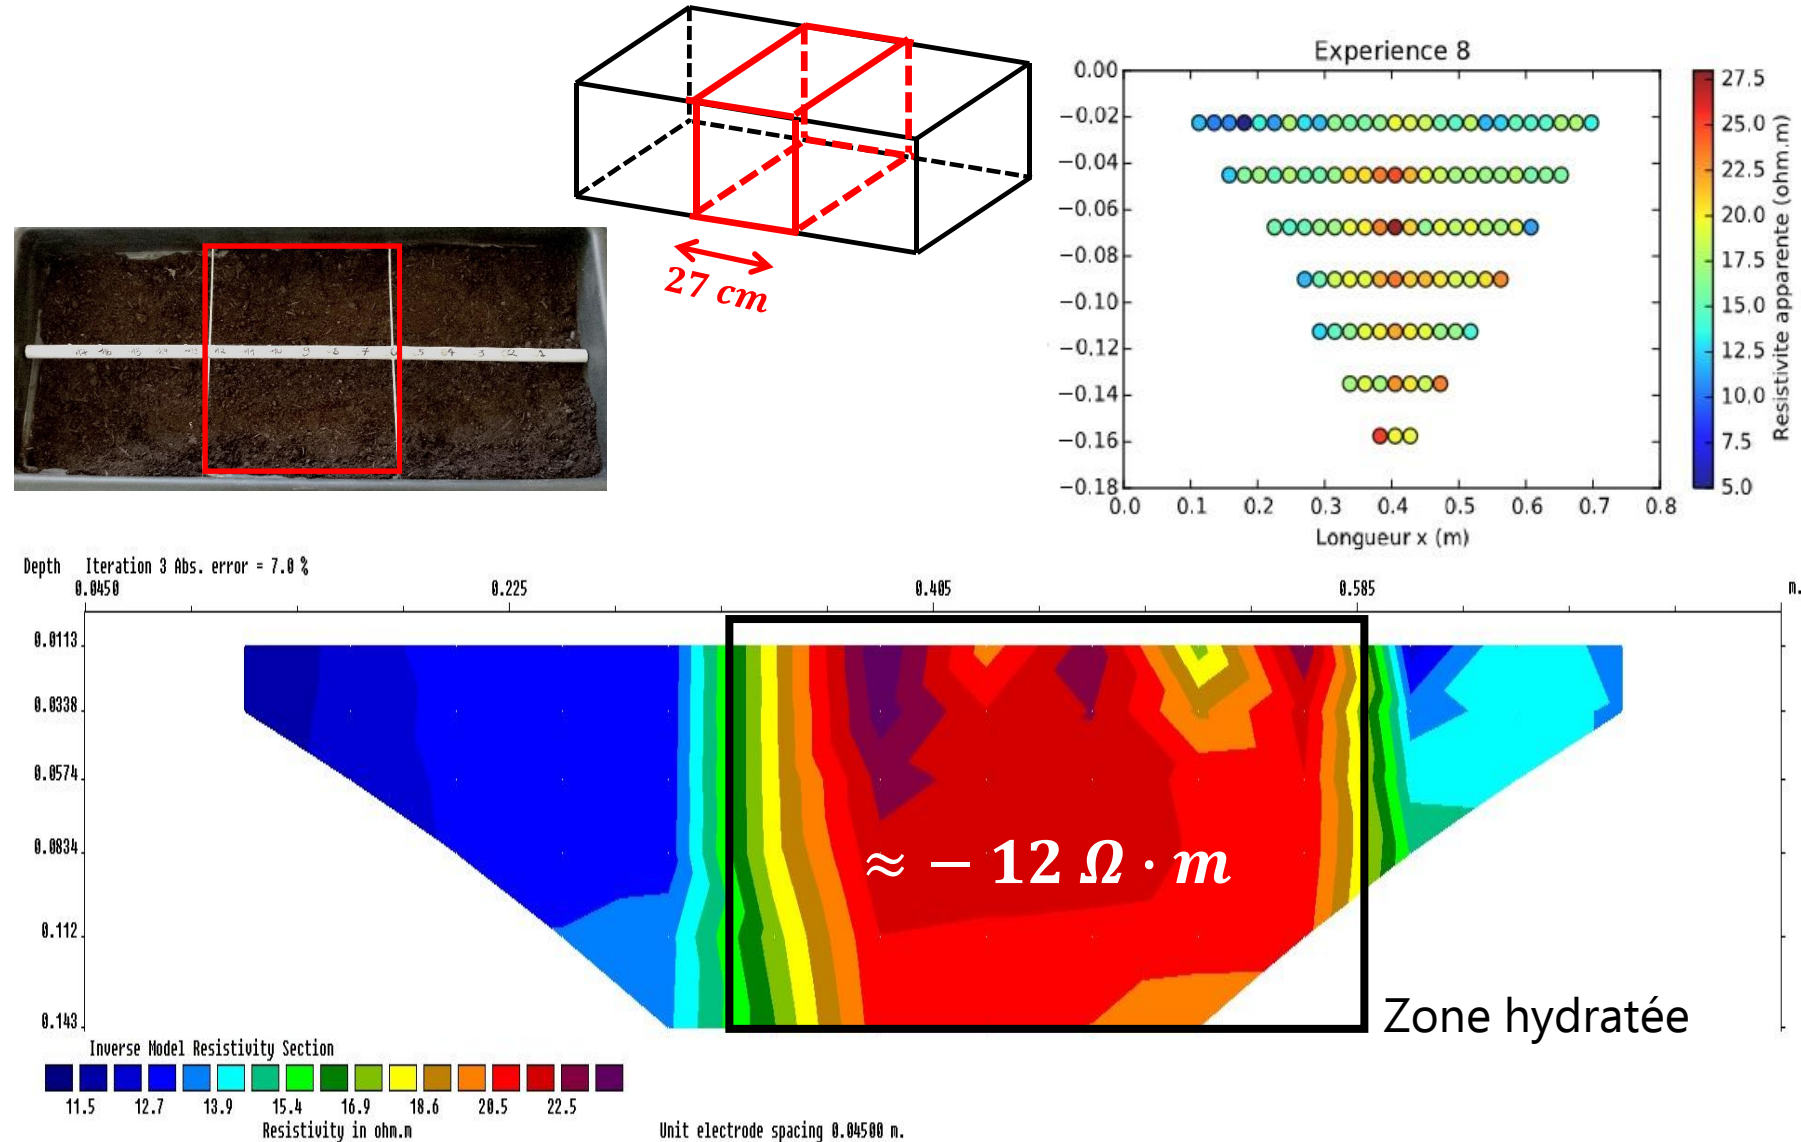 27 cm
Experience 8
0.00
−0.02
−0.04
−0.06
−0.08
−0.10
−0.12
−0.14
−0.16
−0.18
0.0 0.1 0.2 0.3 0.4 0.5 0.6 0.7 0.8
Longueur x (m)
27.5
25.0
22.5
20.0
17.5
15.0
12.5
10.0
7.5
5.0
Resistivite apparente (ohm.m)
Depth Iteration 3 Abs. error = 7.0 %
0.0450 0.225 0.405 0.585 m.
0.0113
0.0338
0.0574
0.0834
0.112
0.143
≈ − 12 Ω · m
Zone hydratée
Inverse Model Resistivity Section
11.5 12.7 13.9 15.4 16.9 18.6 20.5 22.5
Resistivity in ohm.m
Unit electrode spacing 0.04500 m.